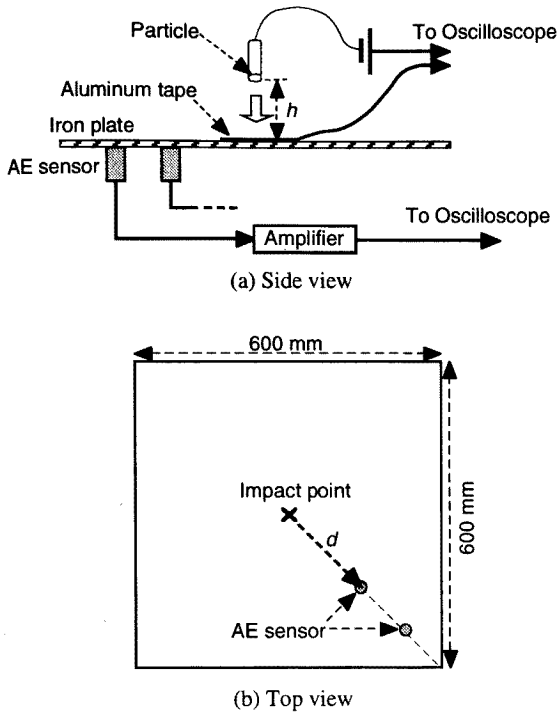 Particle
To Oscilloscope
Aluminum tape
h
Iron plate
AE sensor
To Oscilloscope
Amplifier
(a) Side view
600 mm
Impact point
d
600 mm
AE sensor
(b) Top view